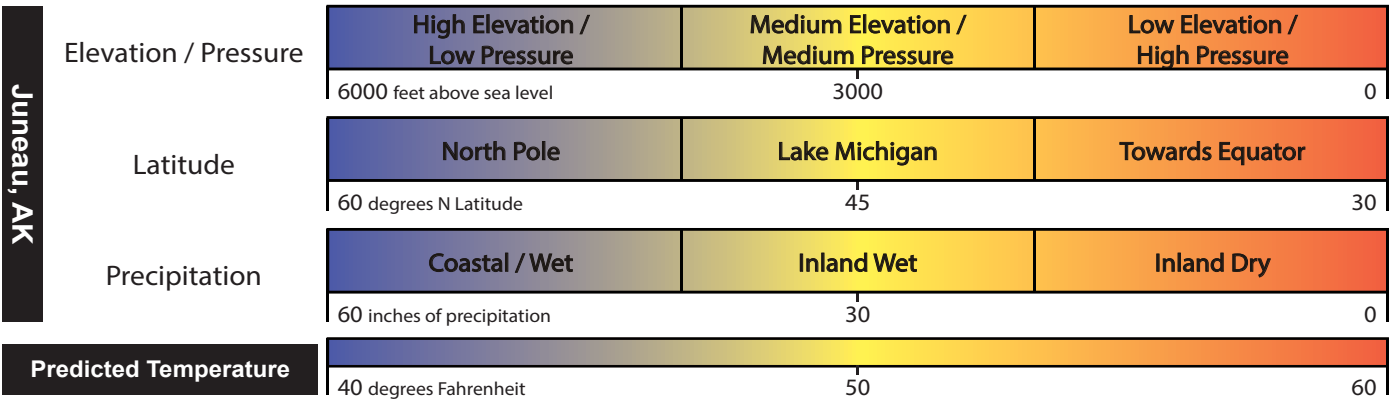 Juneau, AK
Elevation / Pressure
High Elevation /
Low Pressure
Medium Elevation /
Medium Pressure
Low Elevation /
High Pressure
6000 feet above sea level
3000
0
Latitude
North Pole
Lake Michigan
Towards Equator
60 degrees N Latitude
45
30
Precipitation
Coastal / Wet
Inland Wet
Inland Dry
60 inches of precipitation
30
0
Predicted Temperature
40 degrees Fahrenheit
50
60